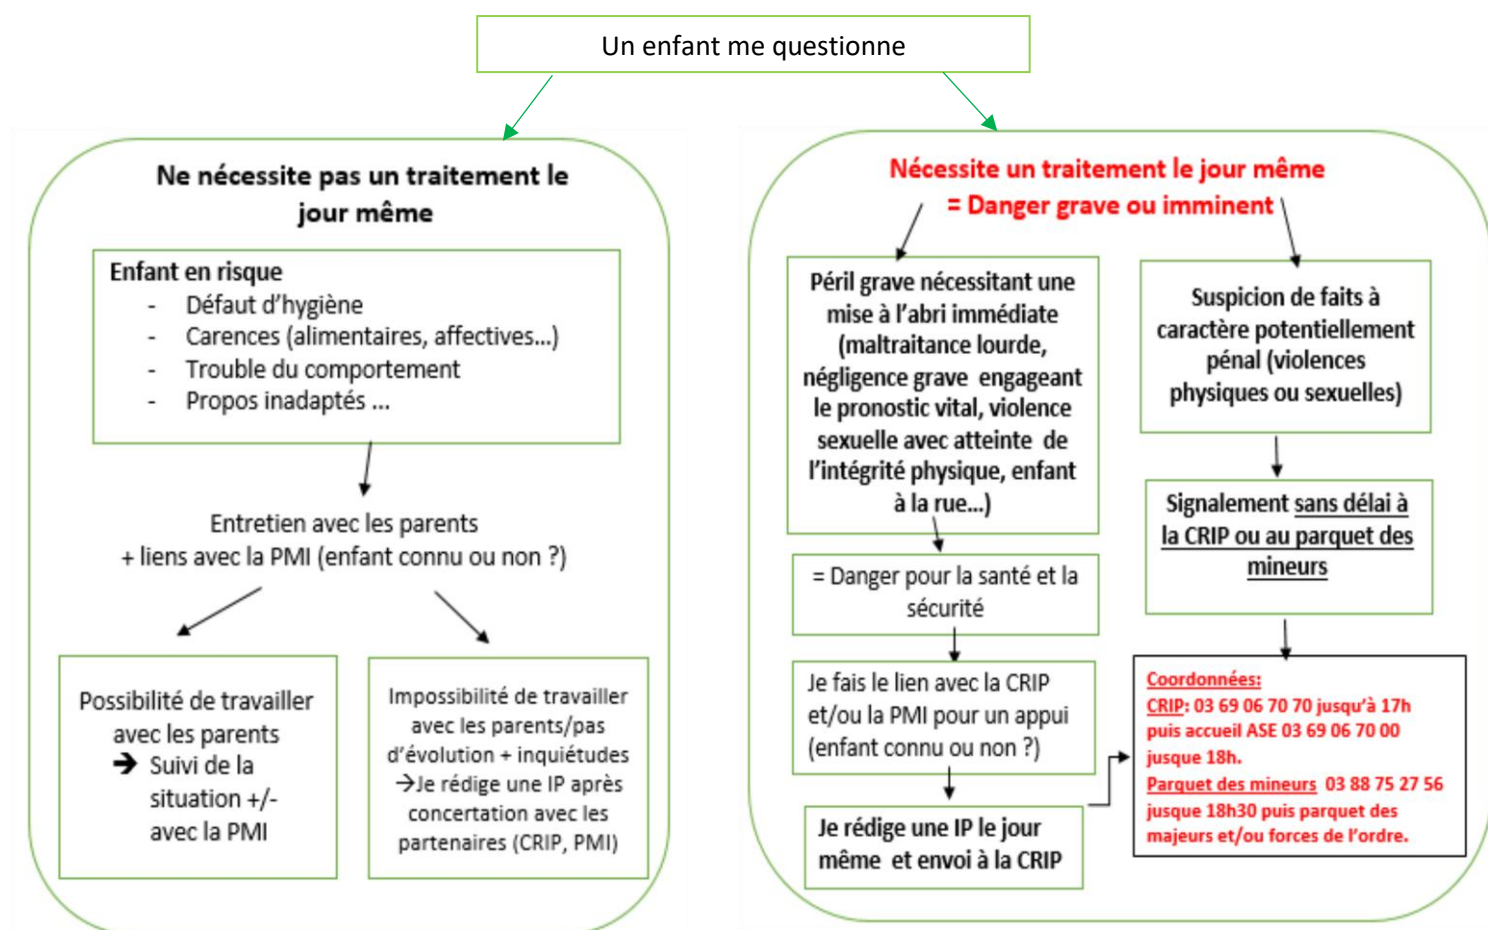 Un enfant me questionne
Ne nécessite pas un traitement le
jour même
Enfant en risque
- Défaut d’hygiène
- Carences (alimentaires, affectives…)
- Trouble du comportement
- Propos inadaptés …
Entretien avec les parents
+ liens avec la PMI (enfant connu ou non ?)
Possibilité de travailler
avec les parents
➔ Suivi de la
situation +/-
avec la PMI
Impossibilité de travailler
avec les parents/pas
d’évolution + inquiétudes
→Je rédige une IP après
concertation avec les
partenaires (CRIP, PMI)
Nécessite un traitement le jour même
= Danger grave ou imminent
Péril grave nécessitant une
mise à l’abri immédiate
(maltraitance lourde,
négligence grave engageant
le pronostic vital, violence
sexuelle avec atteinte de
l’intégrité physique, enfant
à la rue…)
= Danger pour la santé et la
sécurité
Je fais le lien avec la CRIP
et/ou la PMI pour un appui
(enfant connu ou non ?)
Je rédige une IP le jour
même et envoi à la CRIP
Suspicion de faits à
caractère potentiellement
pénal (violences
physiques ou sexuelles)
Signalement sans délai à
la CRIP ou au parquet des
mineurs
Coordonnées:
CRIP: 03 69 06 70 70 jusqu’à 17h
puis accueil ASE 03 69 06 70 00
jusque 18h.
Parquet des mineurs 03 88 75 27 56
jusque 18h30 puis parquet des
majeurs et/ou forces de l’ordre.